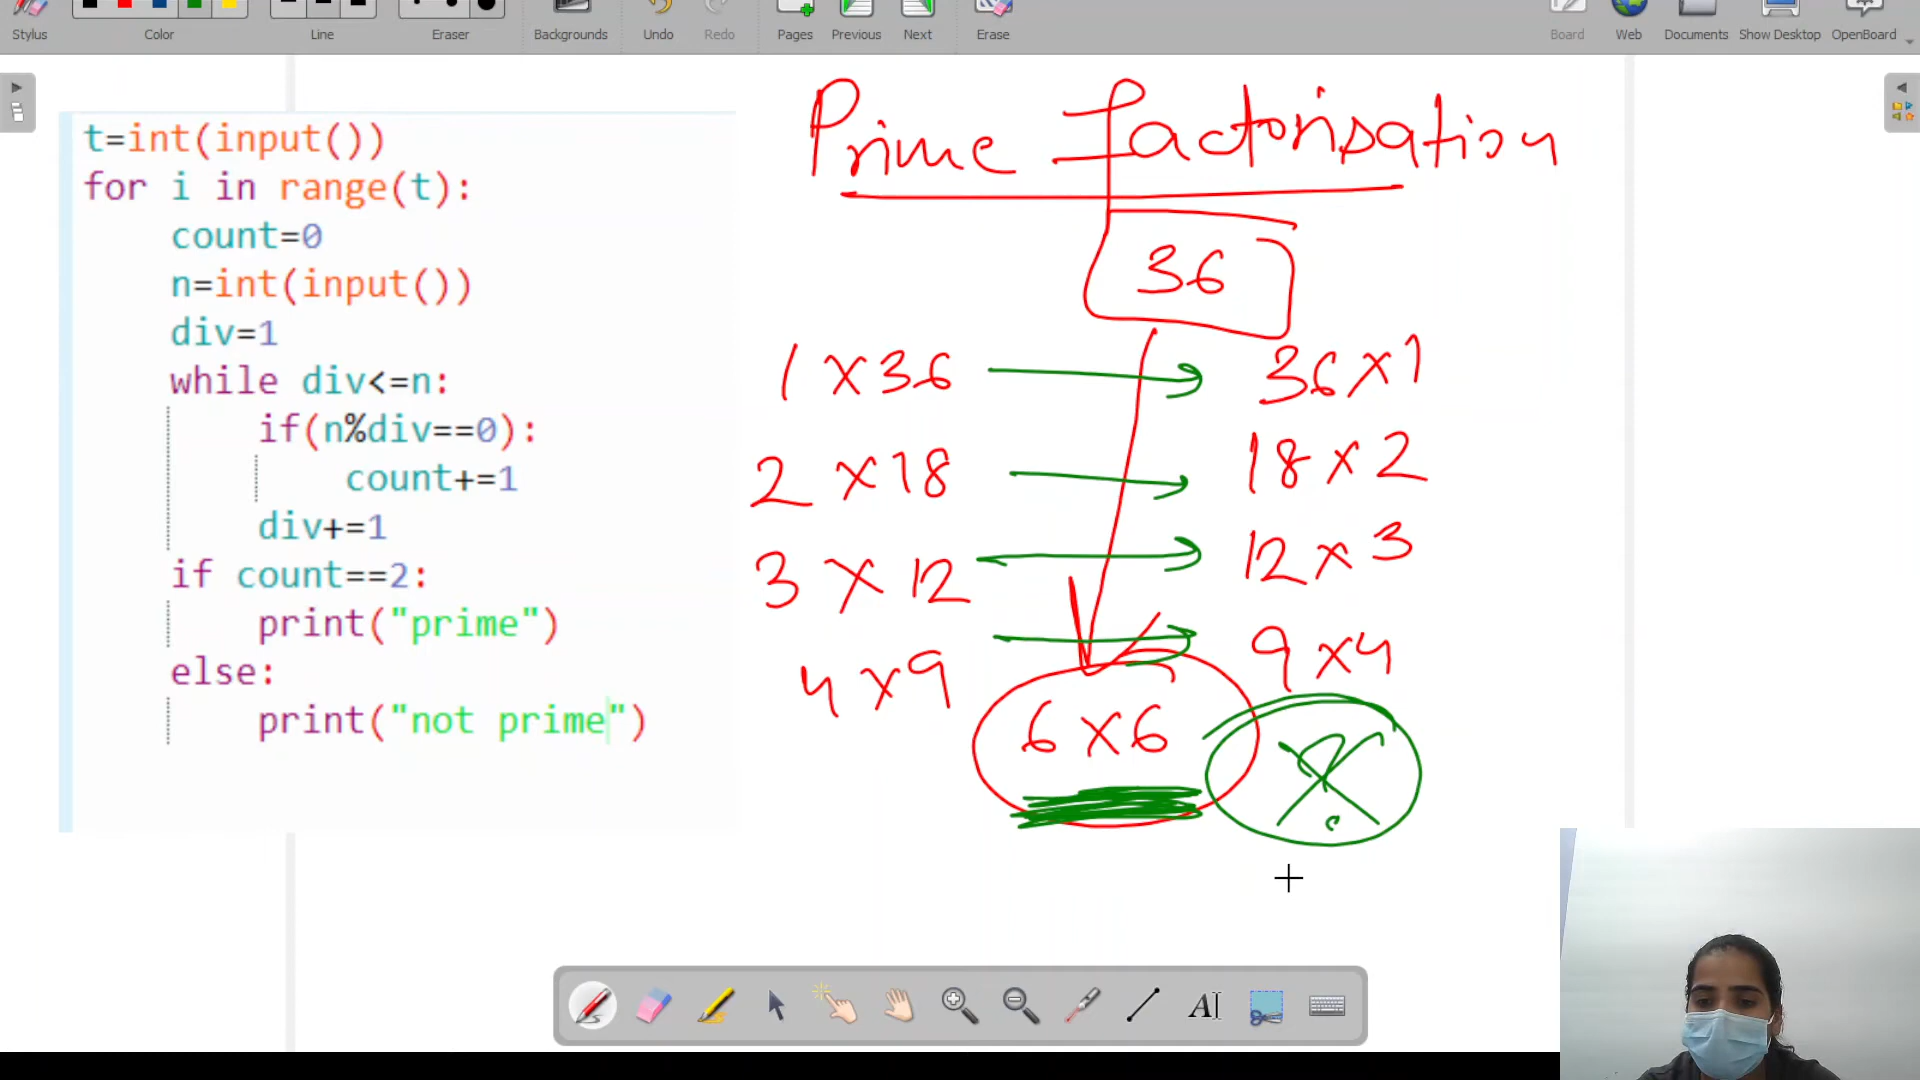 Stylus Color Line Eraser Backgrounds Undo Redo Pages Previous Next Erase Board Web Documents Show Desktop OpenBoard
t=int(input())
for i in range(t):
    count=0
    n=int(input())
    div=1
    while div<=n:
        if(n%div==0):
            count+=1
        div+=1
    if count==2:
        print("prime")
    else:
        print("not prime")
Prime factorisation
36
1 X 36 36 X 1
2 X 18 18 X 2
3 X 12 12 X 3
4 X 9 9 X 4
6 X 6
AI